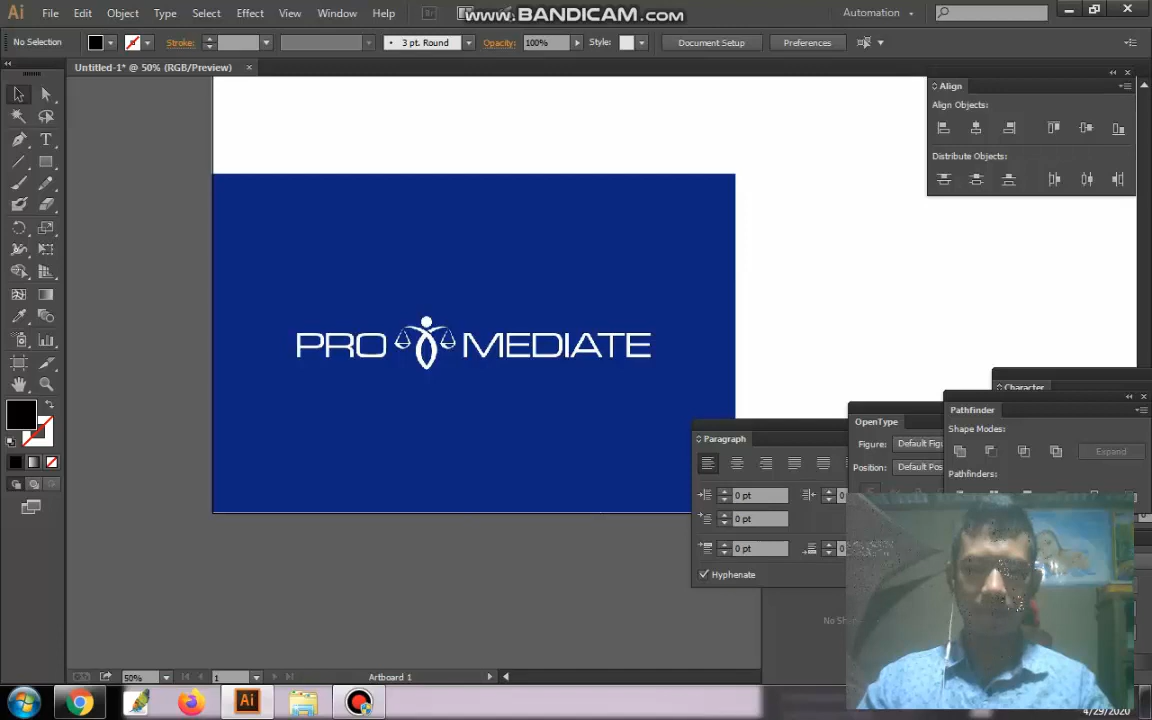 www.BANDICAM.com
Ai File Edit Object Type Select Effect View Window Help Br Automation
No Selection Stroke: 3 pt. Round Opacity: 100% Style: Document Setup Preferences
Untitled-1* @ 50% (RGB/Preview)
Align
Align Objects:
Distribute Objects:
PRO MEDIATE
Character
Pathfinder
OpenType
Shape Modes:
Paragraph
Figure: Default Figu
Expand
Position: Default Pos
Pathfinders:
0 pt
0 pt
0 pt
Hyphenate
50% 1 Artboard 1
Ai
4/29/2020